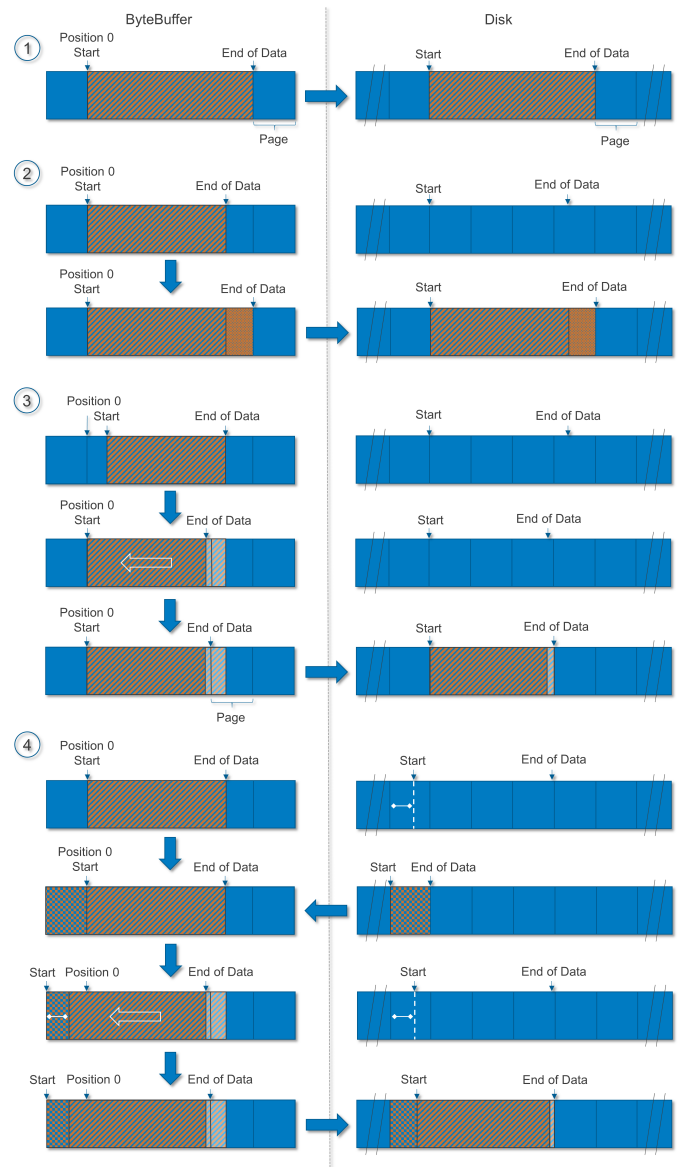 ByteBuffer
Disk
1
Position 0
Start
End of Data
Start
End of Data
Page
Page
2
Position 0
Start
End of Data
Start
End of Data
Position 0
Start
End of Data
Start
End of Data
3
Position 0
Start
End of Data
Start
End of Data
Position 0
Start
End of Data
Start
End of Data
Position 0
Start
End of Data
Start
End of Data
Page
4
Position 0
Start
End of Data
Start
End of Data
Position 0
Start
End of Data
Start
End of Data
Start
Position 0
End of Data
Start
End of Data
Start
Position 0
End of Data
Start
End of Data